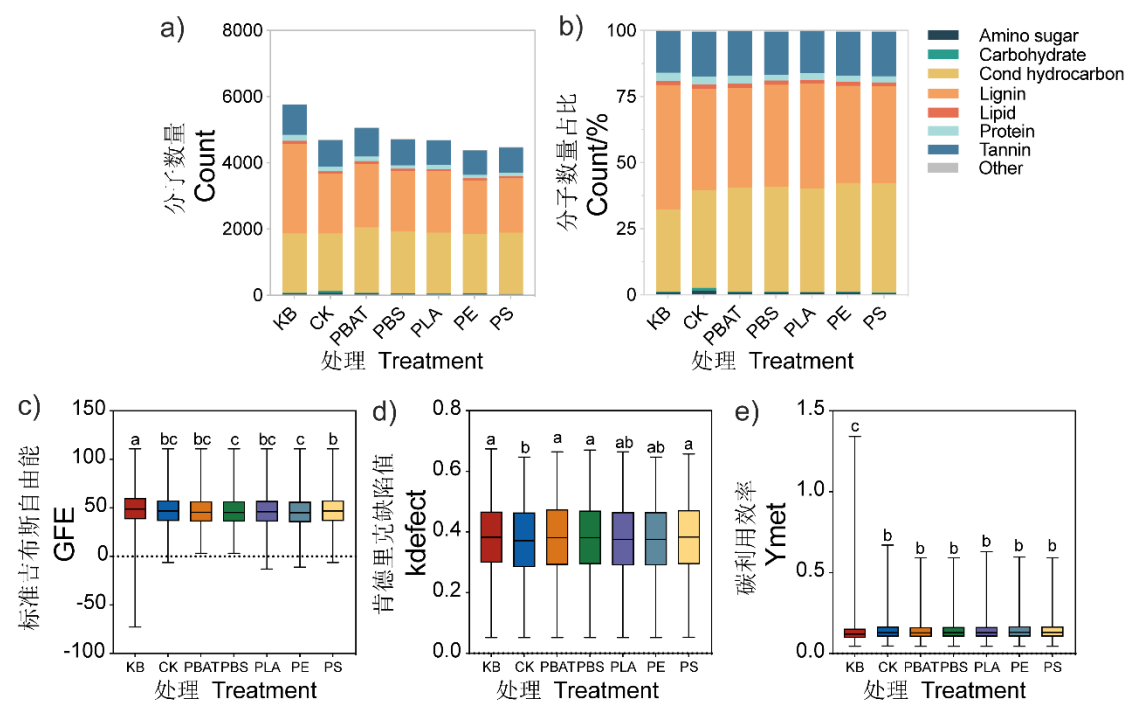 a)
分子数量
Count
8000
6000
4000
2000
0
KB
CK
PBAT
PBS
PLA
PE
PS
处理 Treatment
b)
分子数量占比
Count/%
100
75
50
25
0
KB
CK
PBAT
PBS
PLA
PE
PS
处理 Treatment
Amino sugar
Carbohydrate
Cond hydrocarbon
Lignin
Lipid
Protein
Tannin
Other
c)
标准吉布斯自由能
GFE
150
100
50
0
-50
-100
a bc bc c bc c b
KB CK PBAT PBS PLA PE PS
处理 Treatment
d)
肯德里克缺陷值
kdefect
0.8
0.6
0.4
0.2
0.0
a b a a ab ab a
KB CK PBAT PBS PLA PE PS
处理 Treatment
e)
碳利用效率
Ymet
1.5
1.0
0.5
0.0
c b b b b b b
KB CK PBAT PBS PLA PE PS
处理 Treatment